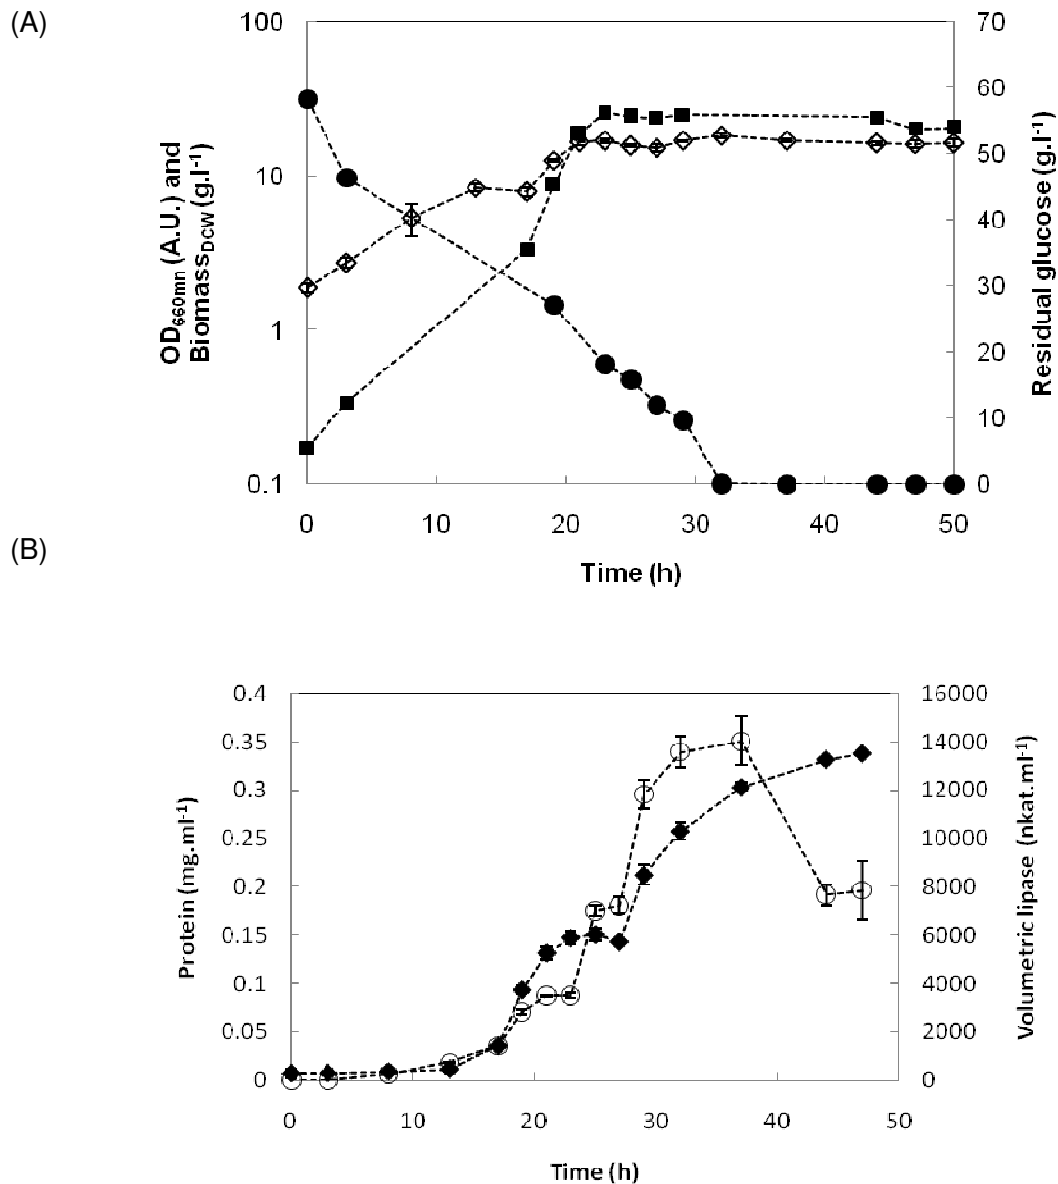 (A)
100
10
1
0.1
OD660mn (A.U.) and
BiomassDCW (g.l-1)
70
60
50
40
30
20
10
0
Residual glucose (g.l-1)
0 10 20 30 40 50
Time (h)
(B)
0.4
0.35
0.3
0.25
0.2
0.15
0.1
0.05
0
Protein (mg.ml-1)
16000
14000
12000
10000
8000
6000
4000
2000
0
Volumetric lipase (nkat.ml-1)
0 10 20 30 40 50
Time (h)